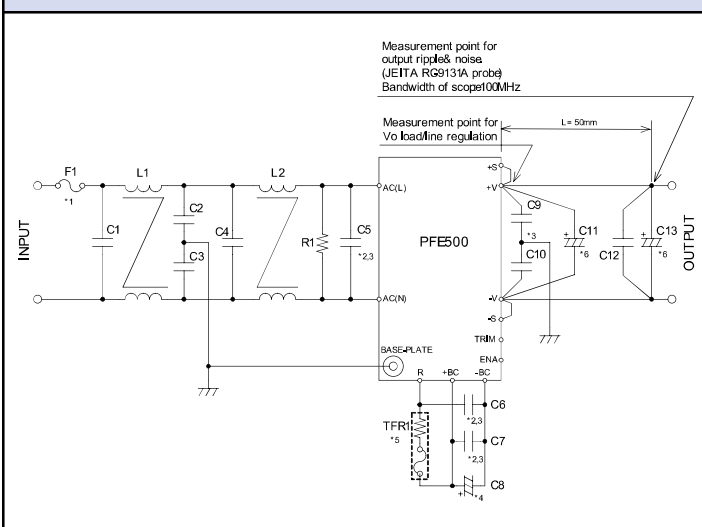 Measurement point for
output ripple& noise.
(JEITA RC-9131A probe)
Bandwidth of scope100MHz
Measurement point for
Vo load/line regulation
L= 50mm
F1
*1
L1
L2
+S
+V
AC(L)
C1
C2
C3
C4
R1
C5
*2,3
PFE500
C9
*3
C10
C11
*6
C12
C13
*6
INPUT
OUTPUT
AC(N)
-V
-S
TRIM
ENA
BASE-PLATE
R
+BC
-BC
TFR1
*5
C6
*2,3
C7
*2,3
C8
+
*4